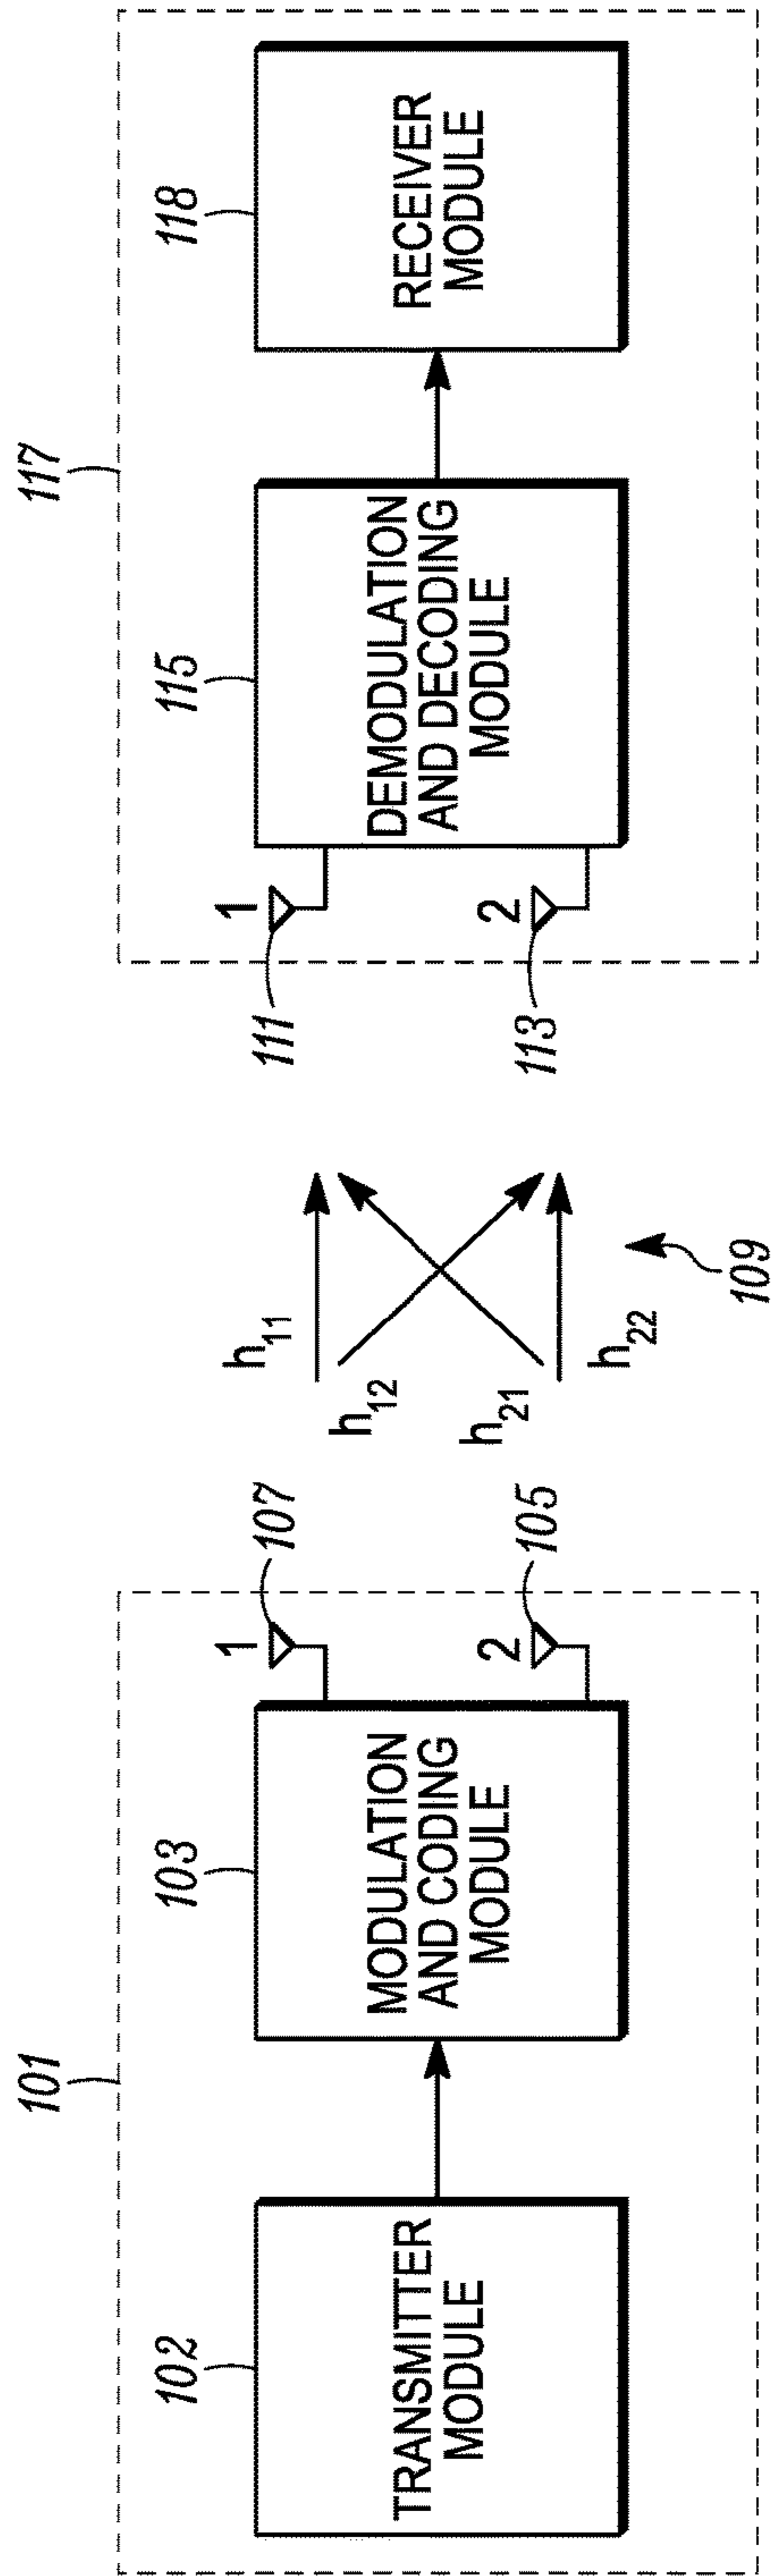 101
102
TRANSMITTER
MODULE
103
MODULATION
AND CODING
MODULE
1
107
2
105
h11
h12
h21
h22
109
117
1
111
2
113
115
DEMODULATION
AND DECODING
MODULE
118
RECEIVER
MODULE